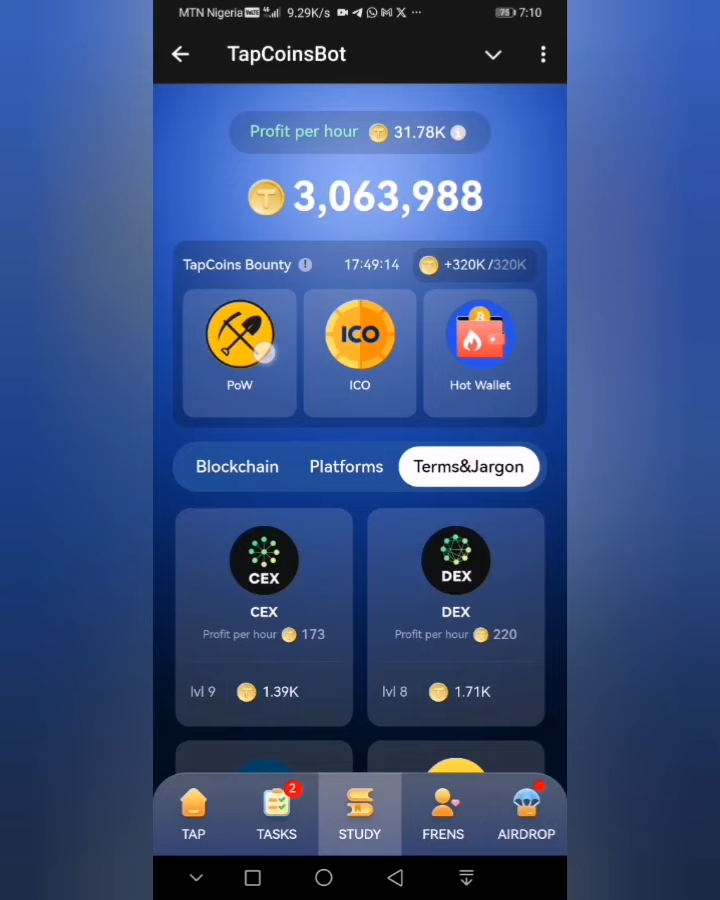 MTN Nigeria 9.29K/s ··· 75 7:10
TapCoinsBot
Profit per hour 31.78K
3,063,988
TapCoins Bounty 17:49:14 +320K/320K
ICO
PoW ICO Hot Wallet
Blockchain Platforms Terms&Jargon
CEX DEX
CEX DEX
Profit per hour 173 Profit per hour 220
lvl 9 1.39K lvl 8 1.71K
2
TAP TASKS STUDY FRENS AIRDROP